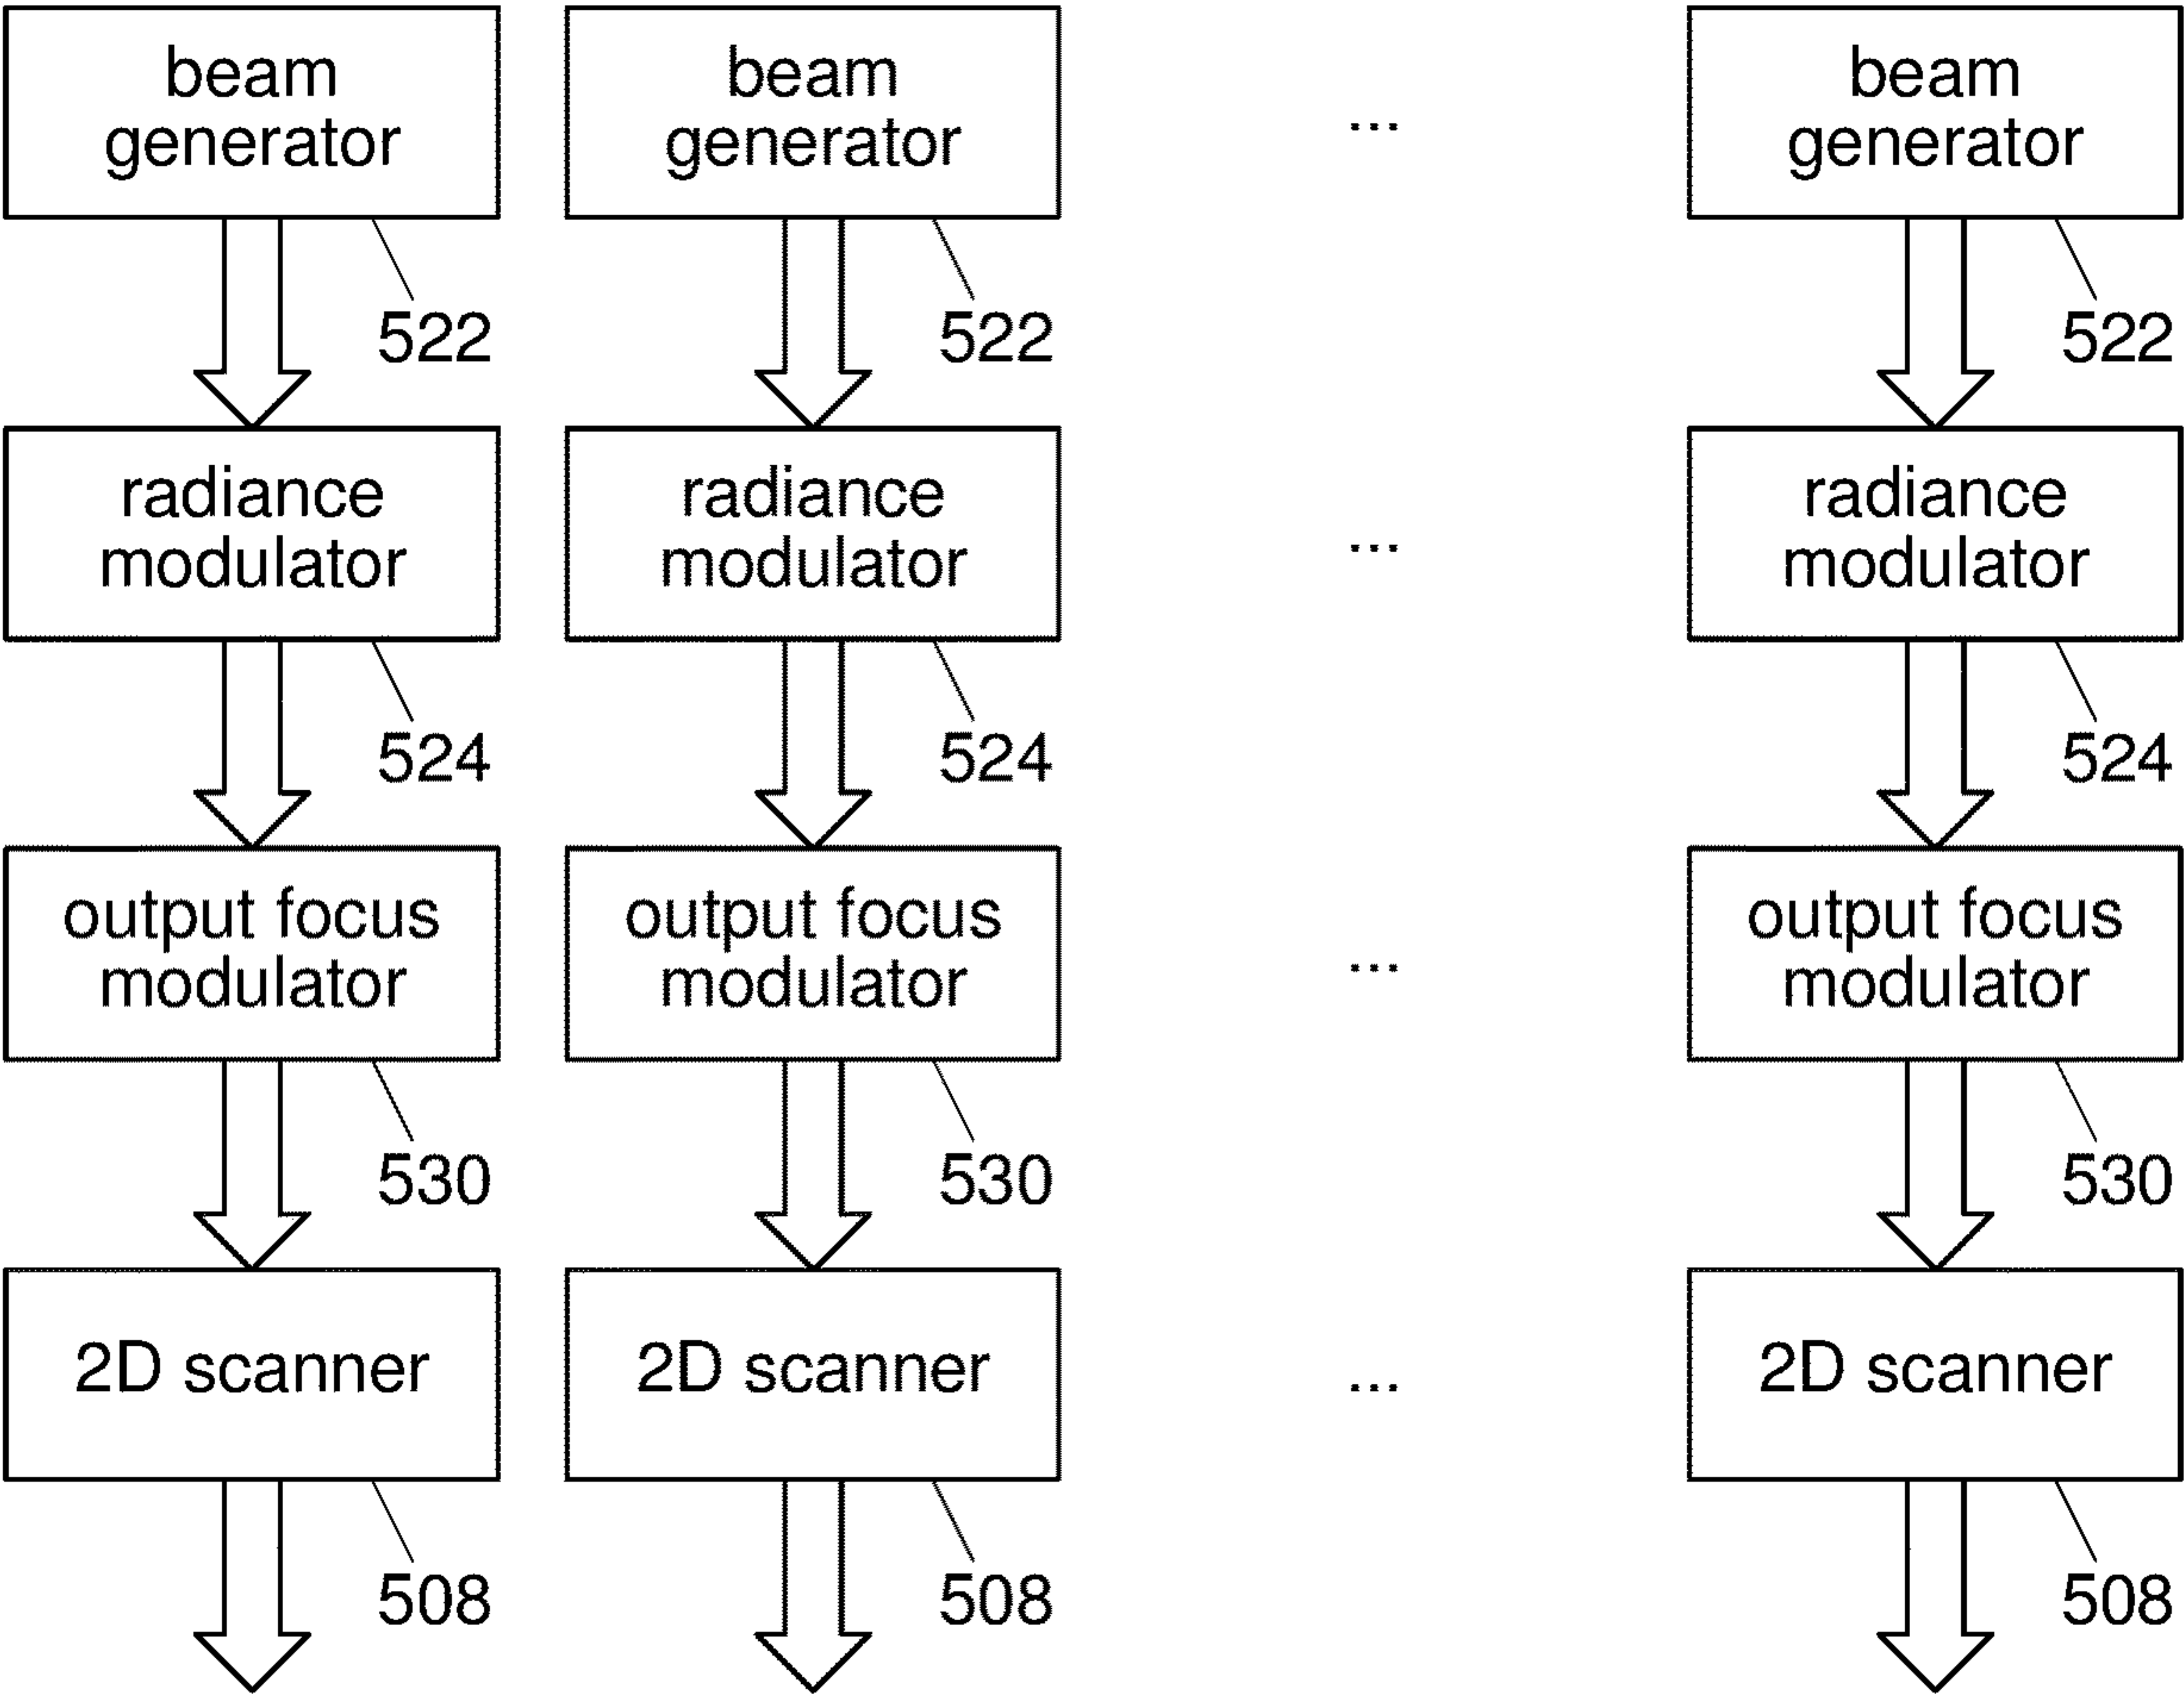 beam beam beam
generator generator ... generator
522 522 522
radiance radiance radiance
modulator modulator ... modulator
524 524 524
output focus output focus output focus
modulator modulator ... modulator
530 530 530
2D scanner 2D scanner ... 2D scanner
508 508 508